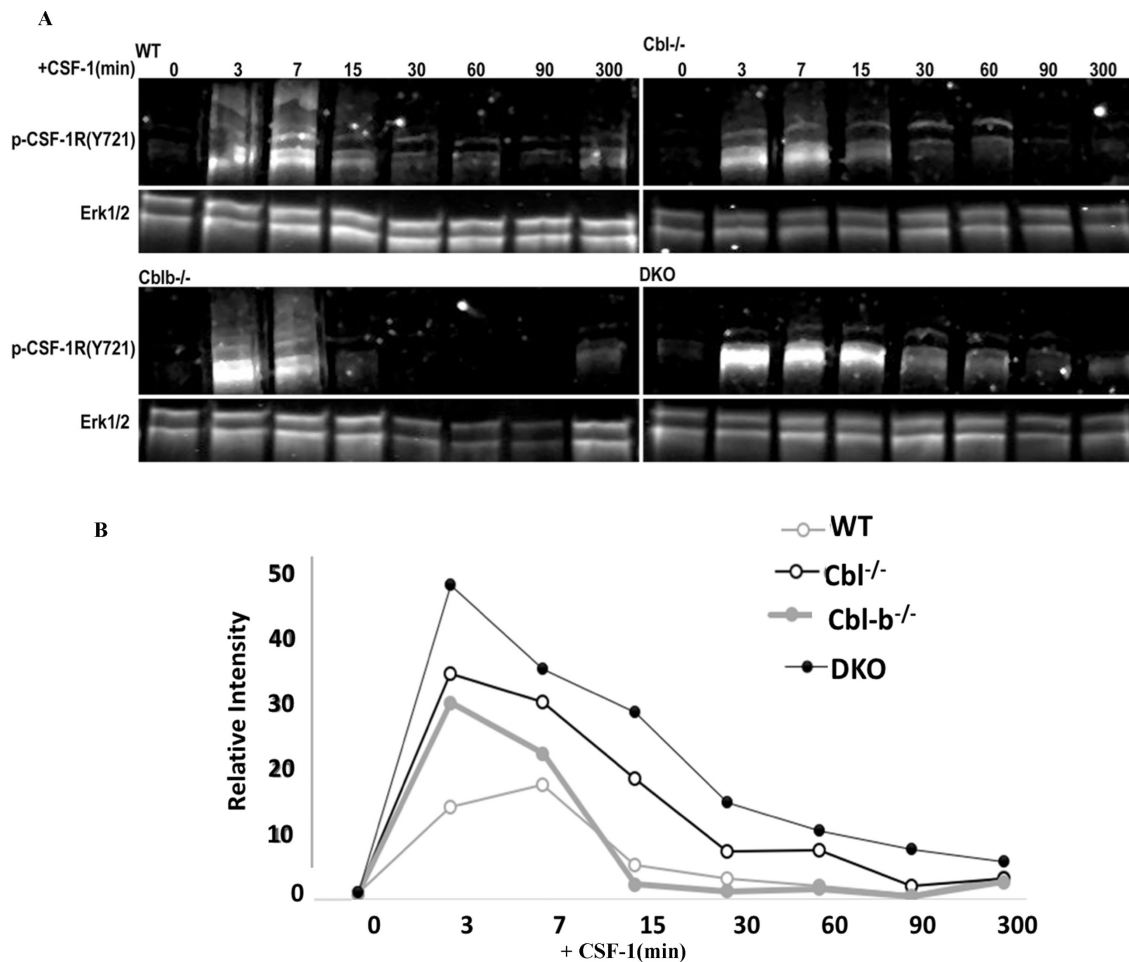 A
WT
Cbl-/-
+CSF-1(min) 0 3 7 15 30 60 90 300 0 3 7 15 30 60 90 300
p-CSF-1R(Y721)
Erk1/2
Cblb-/-
DKO
p-CSF-1R(Y721)
Erk1/2
B
WT
Cbl-/-
Cbl-b-/-
DKO
Relative Intensity
50
40
30
20
10
0
0 3 7 15 30 60 90 300
+ CSF-1(min)